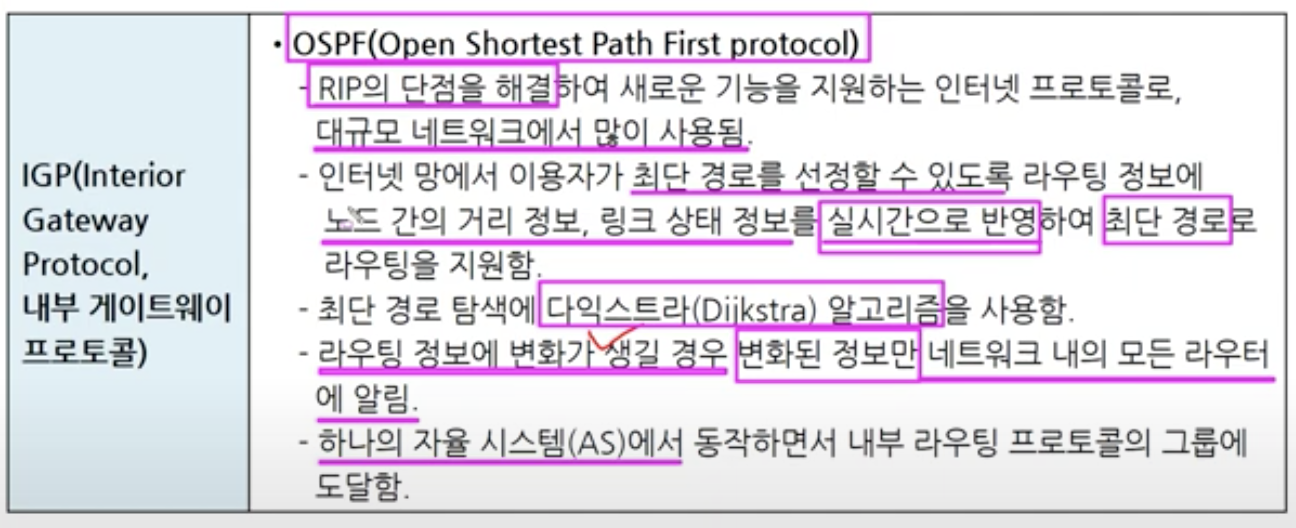 IGP(Interior
Gateway
Protocol,
내부 게이트웨이
프로토콜)
• OSPF(Open Shortest Path First protocol)
- RIP의 단점을 해결하여 새로운 기능을 지원하는 인터넷 프로토콜로,
대규모 네트워크에서 많이 사용됨.
- 인터넷 망에서 이용자가 최단 경로를 선정할 수 있도록 라우팅 정보에
노드 간의 거리 정보, 링크 상태 정보를 실시간으로 반영하여 최단 경로로
라우팅을 지원함.
- 최단 경로 탐색에 다익스트라(Dijkstra) 알고리즘을 사용함.
- 라우팅 정보에 변화가 생길 경우 변화된 정보만 네트워크 내의 모든 라우터
에 알림.
- 하나의 자율 시스템(AS)에서 동작하면서 내부 라우팅 프로토콜의 그룹에
도달함.